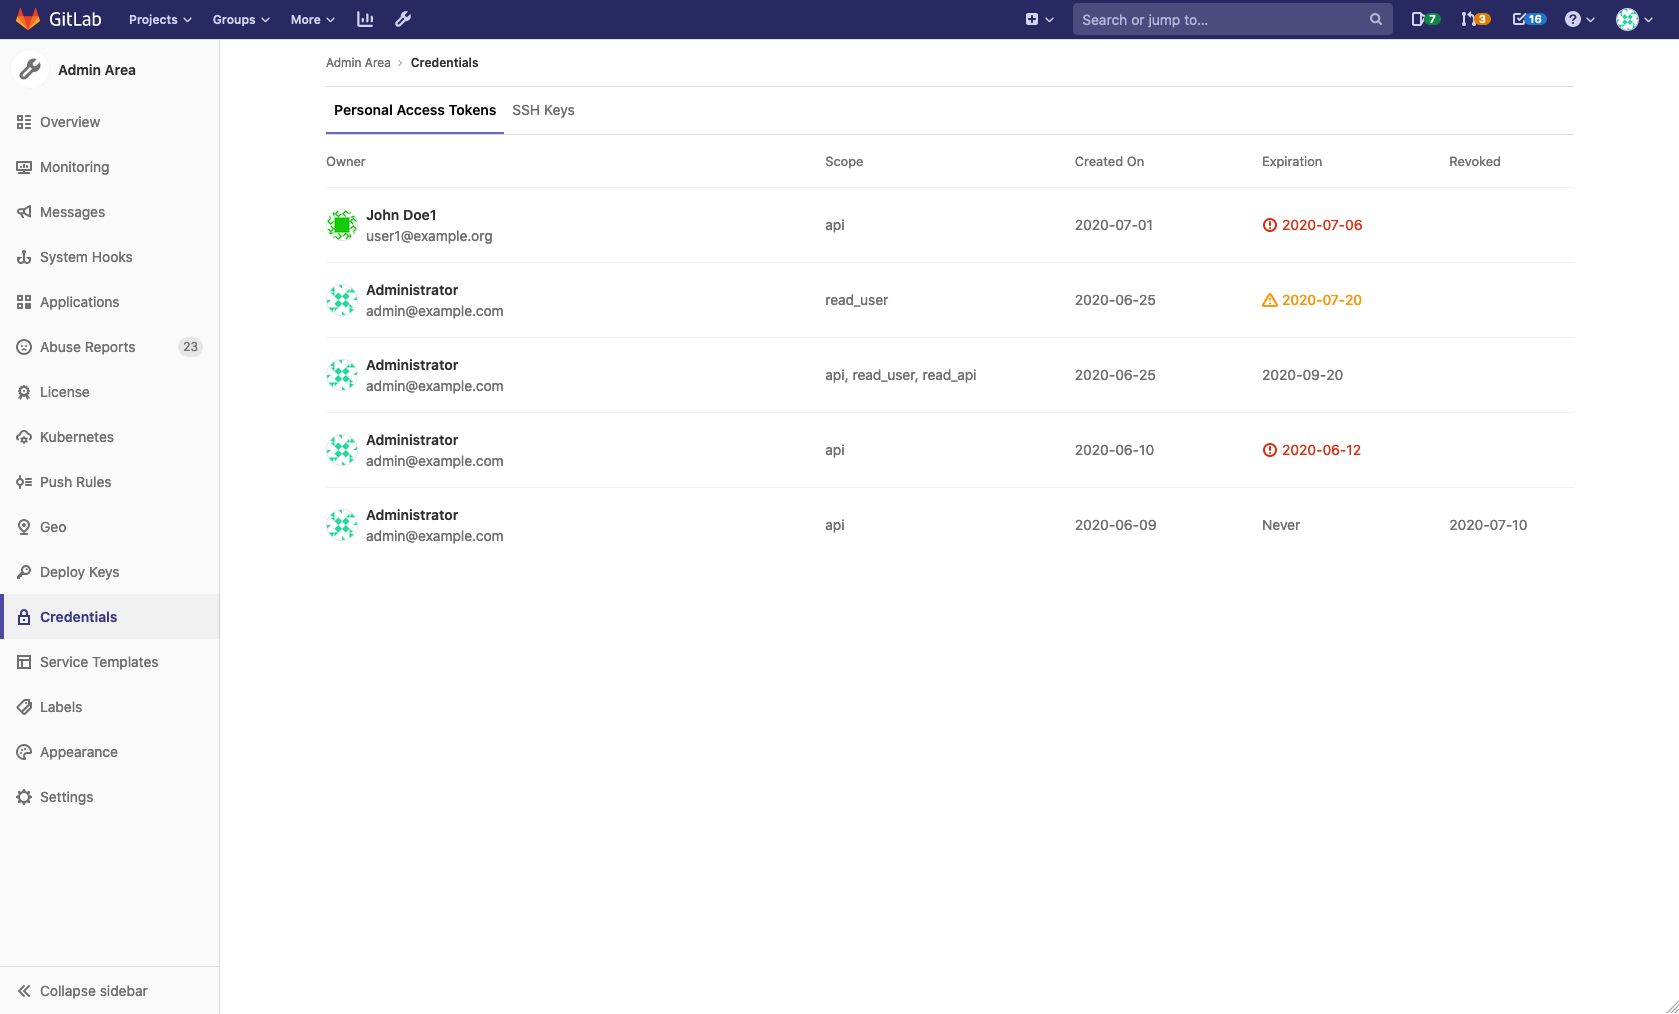 GitLab Projects Groups More Search or jump to... 7 3 16
Admin Area
Overview
Monitoring
Messages
System Hooks
Applications
Abuse Reports 23
License
Kubernetes
Push Rules
Geo
Deploy Keys
Credentials
Service Templates
Labels
Appearance
Settings
Collapse sidebar
Admin Area › Credentials
Personal Access Tokens SSH Keys
Owner Scope Created On Expiration Revoked
John Doe1
user1@example.org api 2020-07-01 2020-07-06
Administrator
admin@example.com read_user 2020-06-25 2020-07-20
Administrator
admin@example.com api, read_user, read_api 2020-06-25 2020-09-20
Administrator
admin@example.com api 2020-06-10 2020-06-12
Administrator
admin@example.com api 2020-06-09 Never 2020-07-10